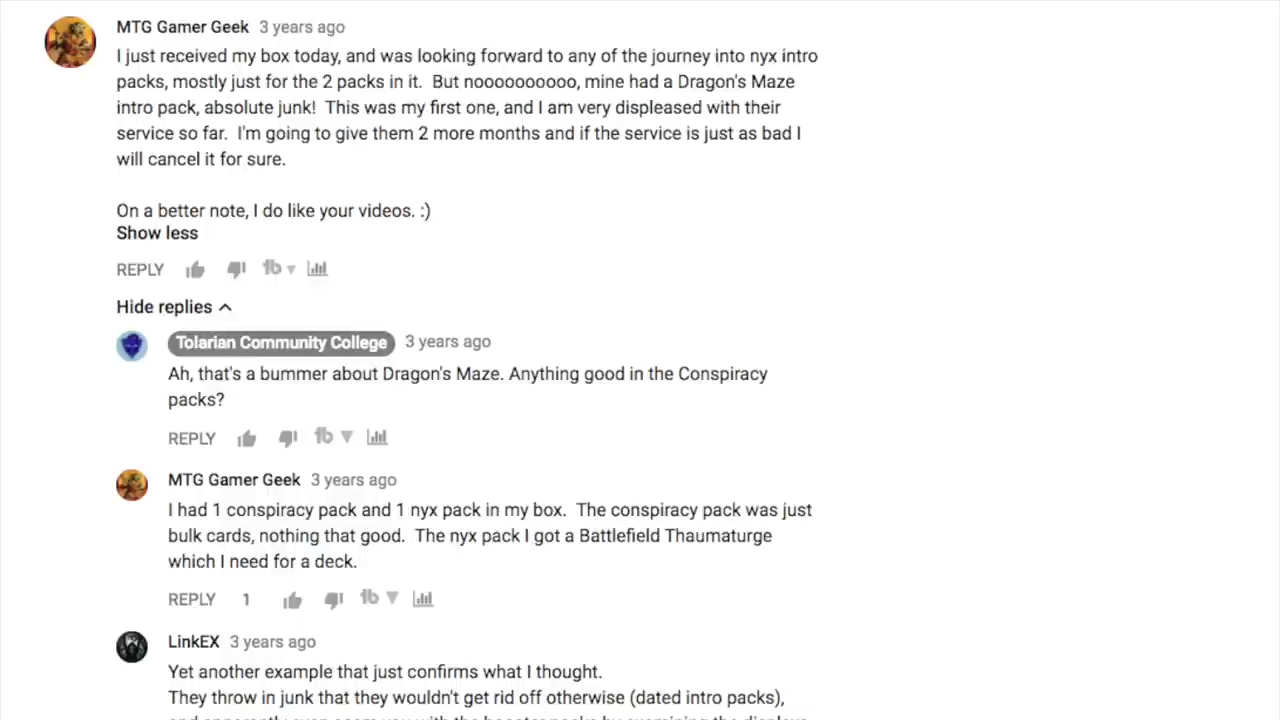 MTG Gamer Geek 3 years ago
I just received my box today, and was looking forward to any of the journey into nyx intro
packs, mostly just for the 2 packs in it.  But noooooooooo, mine had a Dragon's Maze
intro pack, absolute junk!  This was my first one, and I am very displeased with their
service so far.  I'm going to give them 2 more months and if the service is just as bad I
will cancel it for sure.
On a better note, I do like your videos. :)
Show less
REPLY
Hide replies
Tolarian Community College 3 years ago
Ah, that's a bummer about Dragon's Maze. Anything good in the Conspiracy
packs?
REPLY
MTG Gamer Geek 3 years ago
I had 1 conspiracy pack and 1 nyx pack in my box.  The conspiracy pack was just
bulk cards, nothing that good.  The nyx pack I got a Battlefield Thaumaturge
which I need for a deck.
REPLY 1
LinkEX 3 years ago
Yet another example that just confirms what I thought.
They throw in junk that they wouldn't get rid off otherwise (dated intro packs),